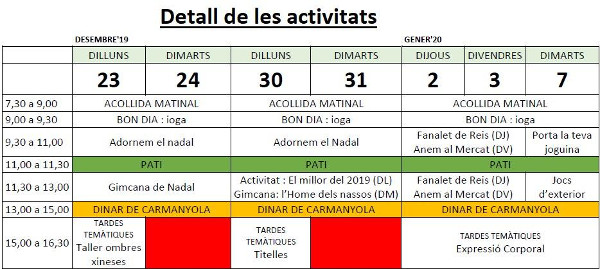 Detall de les activitats
DESEMBRE'19 GENER'20
DILLUNS DIMARTS DILLUNS DIMARTS DIJOUS DIVENDRES DIMARTS
23 24 30 31 2 3 7
7,30 a 9,00 ACOLLIDA MATINAL ACOLLIDA MATINAL ACOLLIDA MATINAL
9,00 a 9,30 BON DIA : ioga BON DIA : ioga BON DIA : ioga
9,30 a 11,00 Adornem el nadal Adornem el nadal Fanalet de Reis (DJ) Porta la teva
Anem al Mercat (DV) joguina
11,00 a 11,30 PATI PATI PATI
11,30 a 13,00 Gimcana de Nadal Activitat : El millor del 2019 (DL) Fanalet de Reis (DJ) Jocs
Gimcana: l'Home dels nassos (DM) Anem al Mercat (DV) d'exterior
13,00 a 15,00 DINAR DE CARMANYOLA DINAR DE CARMANYOLA DINAR DE CARMANYOLA
15,00 a 16,30 TARDES TEMÀTIQUES Taller ombres xineses TARDES TEMÀTIQUES Titelles TARDES TEMÀTIQUES Expressió Corporal